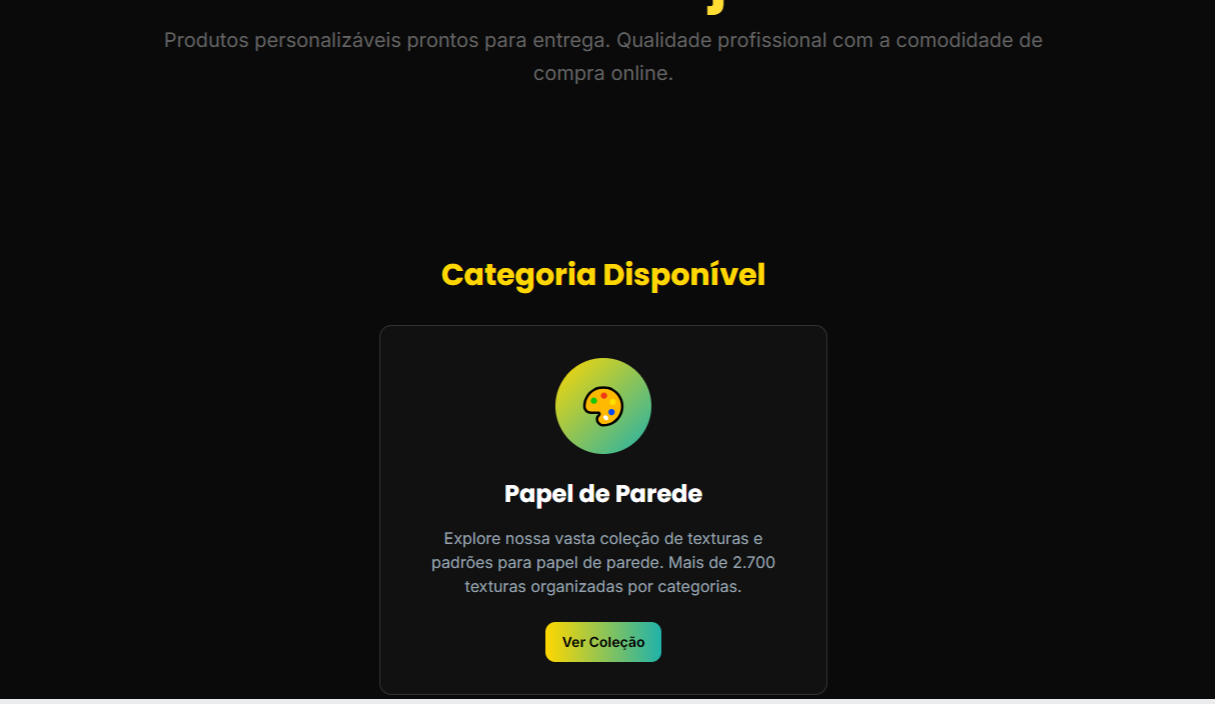 Produtos personalizáveis prontos para entrega. Qualidade profissional com a comodidade de
compra online.
Categoria Disponível
Papel de Parede
Explore nossa vasta coleção de texturas e
padrões para papel de parede. Mais de 2.700
texturas organizadas por categorias.
Ver Coleção